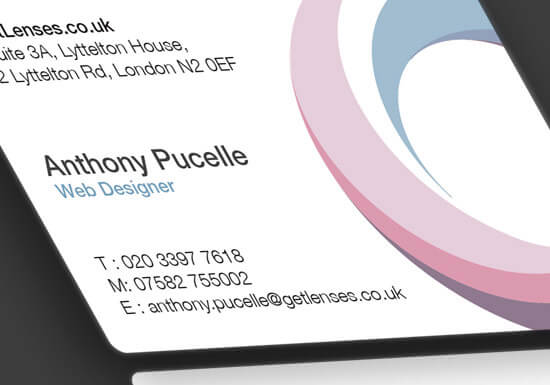 tLenses.co.uk
uite 3A, Lyttelton House,
2 Lyttelton Rd, London N2 0EF
Anthony Pucelle
Web Designer
T : 020 3397 7618
M: 07582 755002
E : anthony.pucelle@getlenses.co.uk